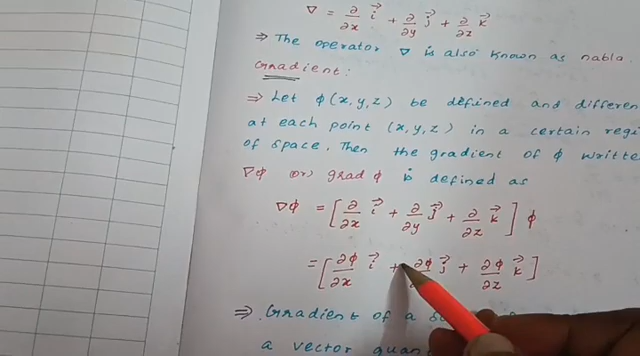 ∇ = ∂/∂x i⃗ + ∂/∂y j⃗ + ∂/∂z k⃗
⇒ The operator ∇ is also known as nabla.
Gradient:
⇒ Let φ(x, y, z) be defined and differen
at each point (x, y, z) in a certain regi
of space. Then the gradient of φ writte
∇φ (or) grad φ is defined as
∇φ = [∂/∂x i⃗ + ∂/∂y j⃗ + ∂/∂z k⃗] φ
= [∂φ/∂x i⃗ + ∂φ/∂y j⃗ + ∂φ/∂z k⃗]
⇒ Gradient of a
a vector quan